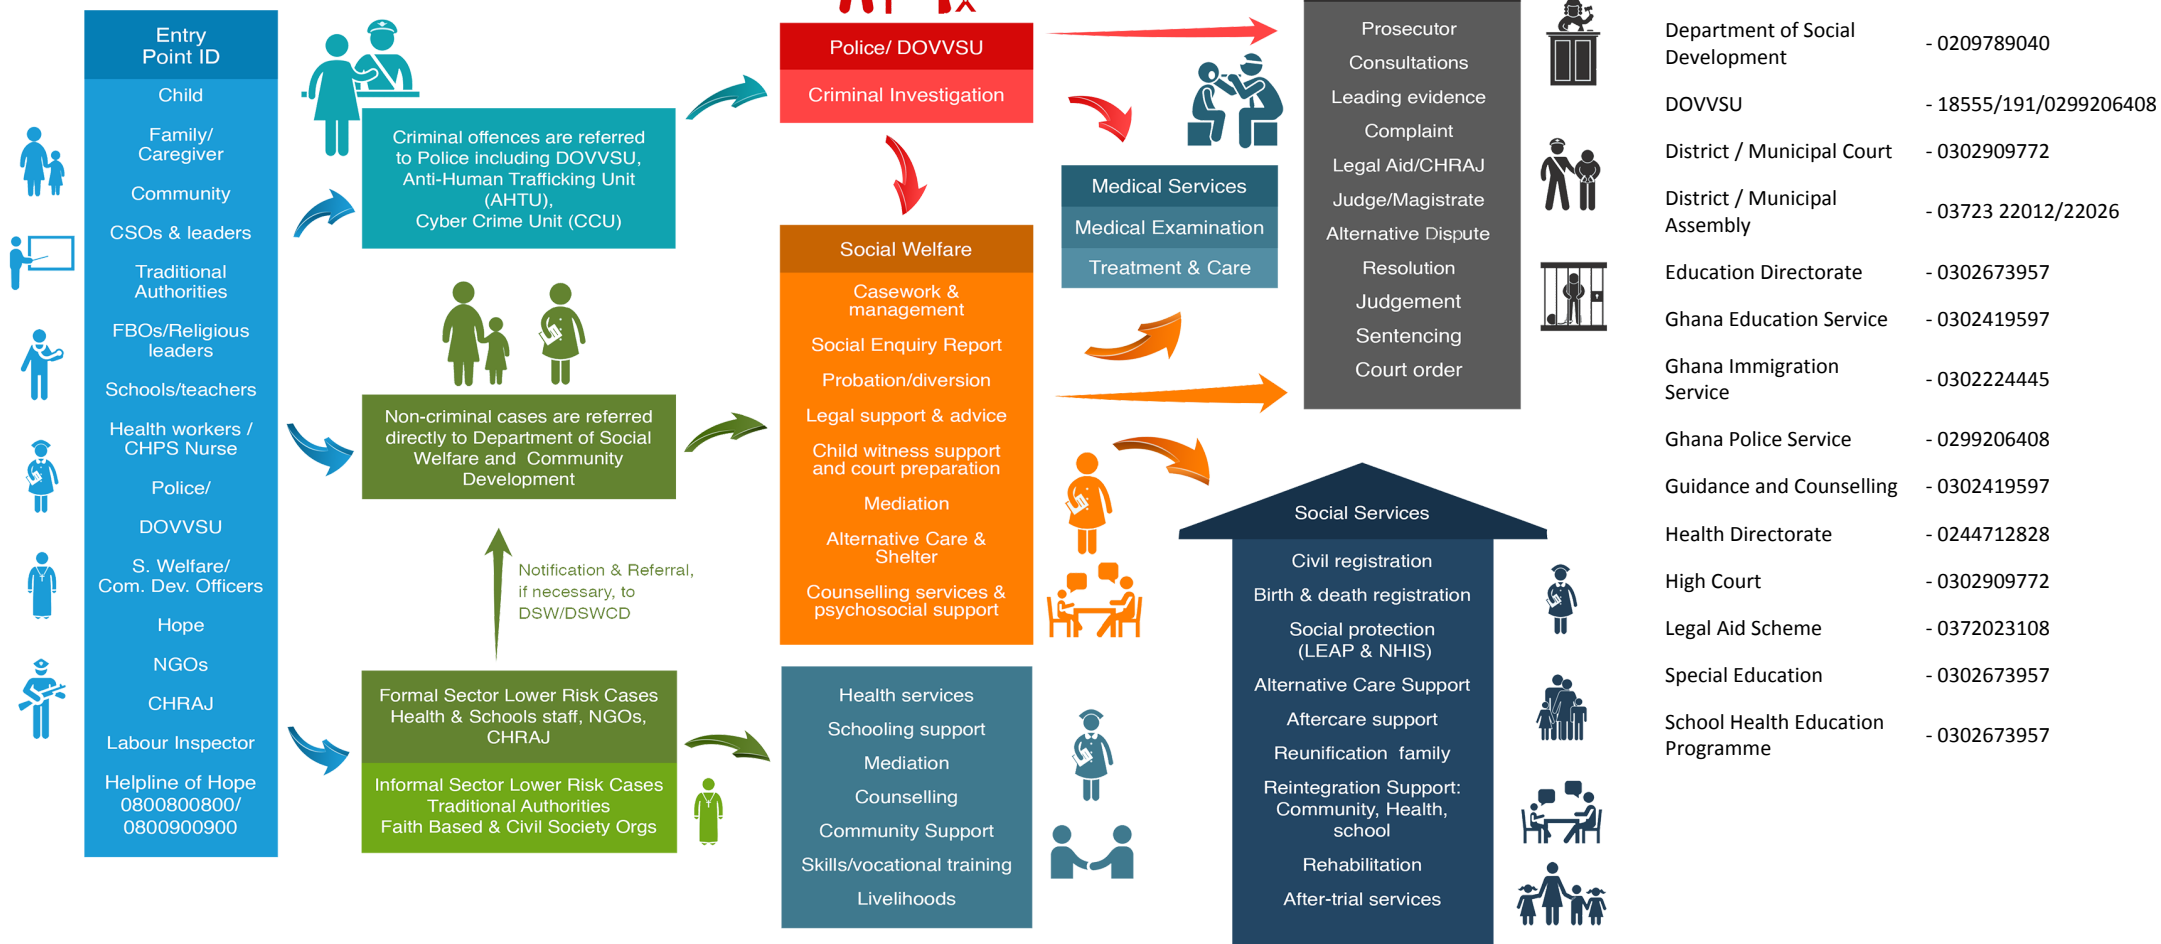 Entry
Point ID
Child
Family/
Caregiver
Community
CSOs & leaders
Traditional
Authorities
FBOs/Religious
leaders
Schools/teachers
Health workers /
CHPS Nurse
Police/
DOVVSU
S. Welfare/
Com. Dev. Officers
Hope
NGOs
CHRAJ
Labour Inspector
Helpline of Hope
0800800800/
0800900900
Criminal offences are referred
to Police including DOVVSU,
Anti-Human Trafficking Unit
(AHTU),
Cyber Crime Unit (CCU)
Non-criminal cases are referred
directly to Department of Social
Welfare and Community
Development
Notification & Referral,
if necessary, to
DSW/DSWCD
Formal Sector Lower Risk Cases
Health & Schools staff, NGOs,
CHRAJ
Informal Sector Lower Risk Cases
Traditional Authorities
Faith Based & Civil Society Orgs
Police/ DOVVSU
Criminal Investigation
Social Welfare
Casework &
management
Social Enquiry Report
Probation/diversion
Legal support & advice
Child witness support
and court preparation
Mediation
Alternative Care &
Shelter
Counselling services &
psychosocial support
Health services
Schooling support
Mediation
Counselling
Community Support
Skills/vocational training
Livelihoods
Medical Services
Medical Examination
Treatment & Care
Prosecutor
Consultations
Leading evidence
Complaint
Legal Aid/CHRAJ
Judge/Magistrate
Alternative Dispute
Resolution
Judgement
Sentencing
Court order
Social Services
Civil registration
Birth & death registration
Social protection
(LEAP & NHIS)
Alternative Care Support
Aftercare support
Reunification family
Reintegration Support:
Community, Health,
school
Rehabilitation
After-trial services
Department of Social
Development - 0209789040
DOVVSU - 18555/191/0299206408
District / Municipal Court - 0302909772
District / Municipal
Assembly - 03723 22012/22026
Education Directorate - 0302673957
Ghana Education Service - 0302419597
Ghana Immigration
Service - 0302224445
Ghana Police Service - 0299206408
Guidance and Counselling - 0302419597
Health Directorate - 0244712828
High Court - 0302909772
Legal Aid Scheme - 0372023108
Special Education - 0302673957
School Health Education
Programme - 0302673957